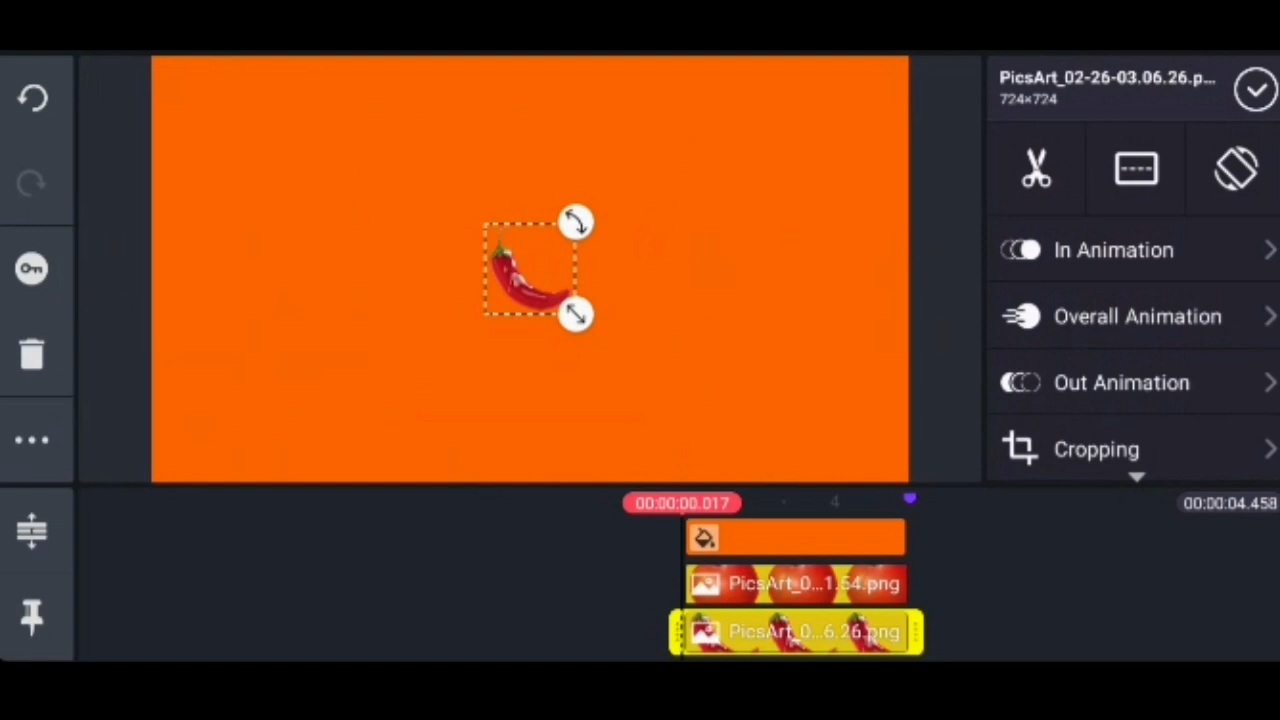 PicsArt_02-26-03.06.26.p...
724×724
In Animation
Overall Animation
Out Animation
Cropping
00:00:00.017
4
00:00:04.458
PicsArt_0...1.54.png
PicsArt_0...6.26.png